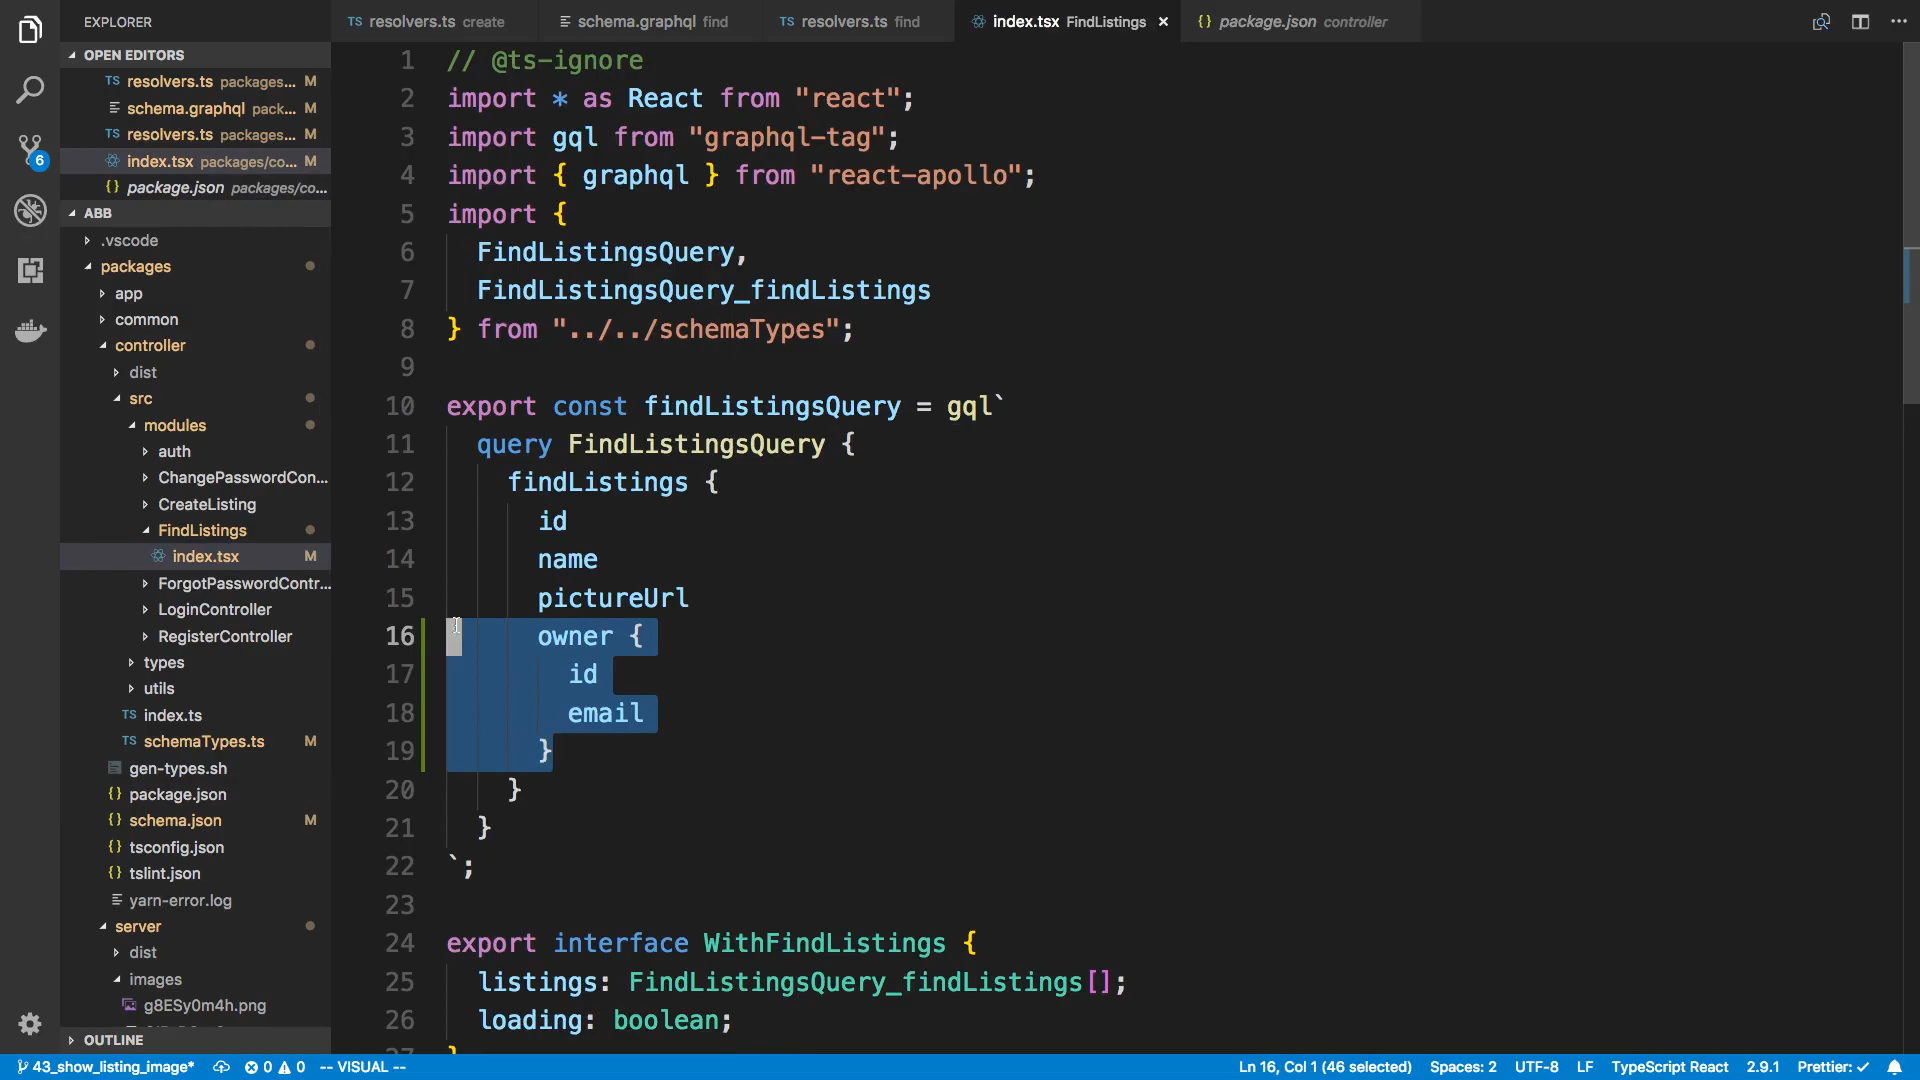 EXPLORER
OPEN EDITORS
TS resolvers.ts packages... M
schema.graphql pack... M
TS resolvers.ts packages... M
index.tsx packages/co... M
{} package.json packages/co...
ABB
.vscode
packages
app
common
controller
dist
src
modules
auth
ChangePasswordCon...
CreateListing
FindListings
index.tsx M
ForgotPasswordContr...
LoginController
RegisterController
types
utils
TS index.ts
TS schemaTypes.ts M
gen-types.sh
{} package.json
{} schema.json M
{} tsconfig.json
{} tslint.json
yarn-error.log
server
dist
images
g8ESy0m4h.png
OUTLINE
6
TS resolvers.ts create
schema.graphql find
TS resolvers.ts find
index.tsx FindListings ×
{} package.json controller
1 // @ts-ignore
2 import * as React from "react";
3 import gql from "graphql-tag";
4 import { graphql } from "react-apollo";
5 import {
6 FindListingsQuery,
7 FindListingsQuery_findListings
8 } from "../../schemaTypes";
9
10 export const findListingsQuery = gql`
11 query FindListingsQuery {
12 findListings {
13 id
14 name
15 pictureUrl
16 owner {
17 id
18 email
19 }
20 }
21 }
22 `;
23
24 export interface WithFindListings {
25 listings: FindListingsQuery_findListings[];
26 loading: boolean;
43_show_listing_image* 0 0 -- VISUAL -- Ln 16, Col 1 (46 selected) Spaces: 2 UTF-8 LF TypeScript React 2.9.1 Prettier: ✓